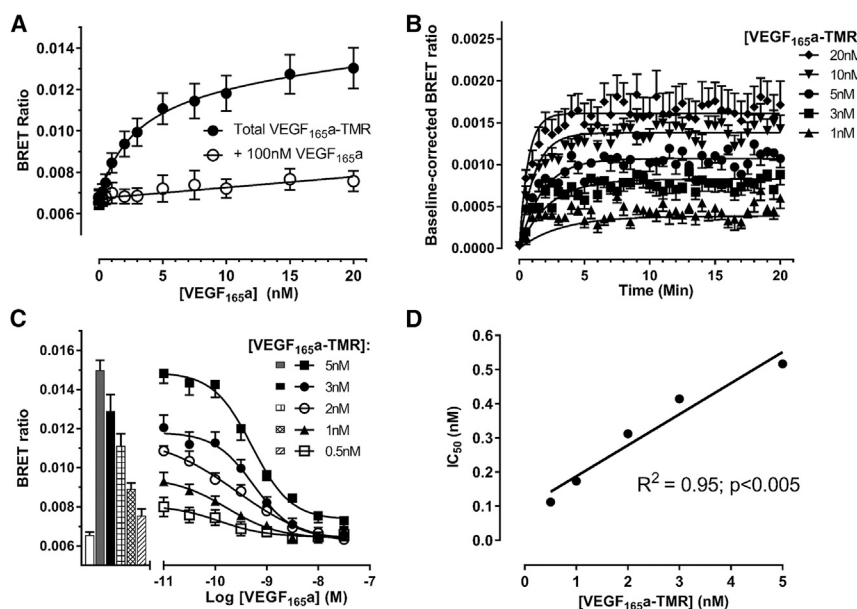 A
BRET Ratio
0.014
0.012
0.010
0.008
0.006
Total VEGF₁₆₅a-TMR
+ 100nM VEGF₁₆₅a
0 5 10 15 20
[VEGF₁₆₅a] (nM)
B
Baseline-corrected BRET ratio
0.0025
0.0020
0.0015
0.0010
0.0005
0.0000
0 5 10 15 20
Time (Min)
[VEGF₁₆₅a-TMR
20nM
10nM
5nM
3nM
1nM
C
BRET ratio
0.016
0.014
0.012
0.010
0.008
0.006
[VEGF₁₆₅a-TMR]:
5nM
3nM
2nM
1nM
0.5nM
-11 -10 -9 -8 -7
Log [VEGF₁₆₅a] (M)
D
IC₅₀ (nM)
0.6
0.5
0.4
0.3
0.2
0.1
0.0
R² = 0.95; p<0.005
0 1 2 3 4 5
[VEGF₁₆₅a-TMR] (nM)